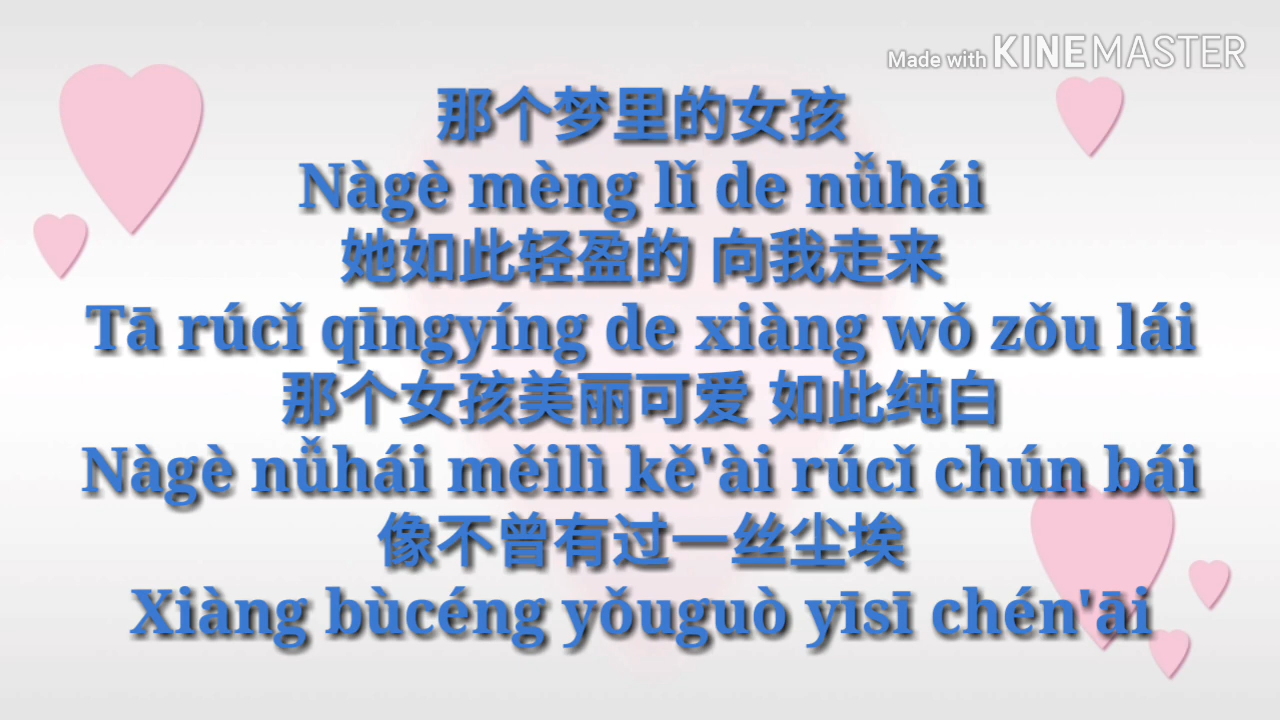 Made with KINEMASTER
那个梦里的女孩
Nàgè mèng lǐ de nǚhái
她如此轻盈的 向我走来
Tā rúcǐ qīngyíng de xiàng wǒ zǒu lái
那个女孩美丽可爱 如此纯白
Nàgè nǚhái měilì kě'ài rúcǐ chún bái
像不曾有过一丝尘埃
Xiàng bùcéng yǒuguò yīsī chén'āi